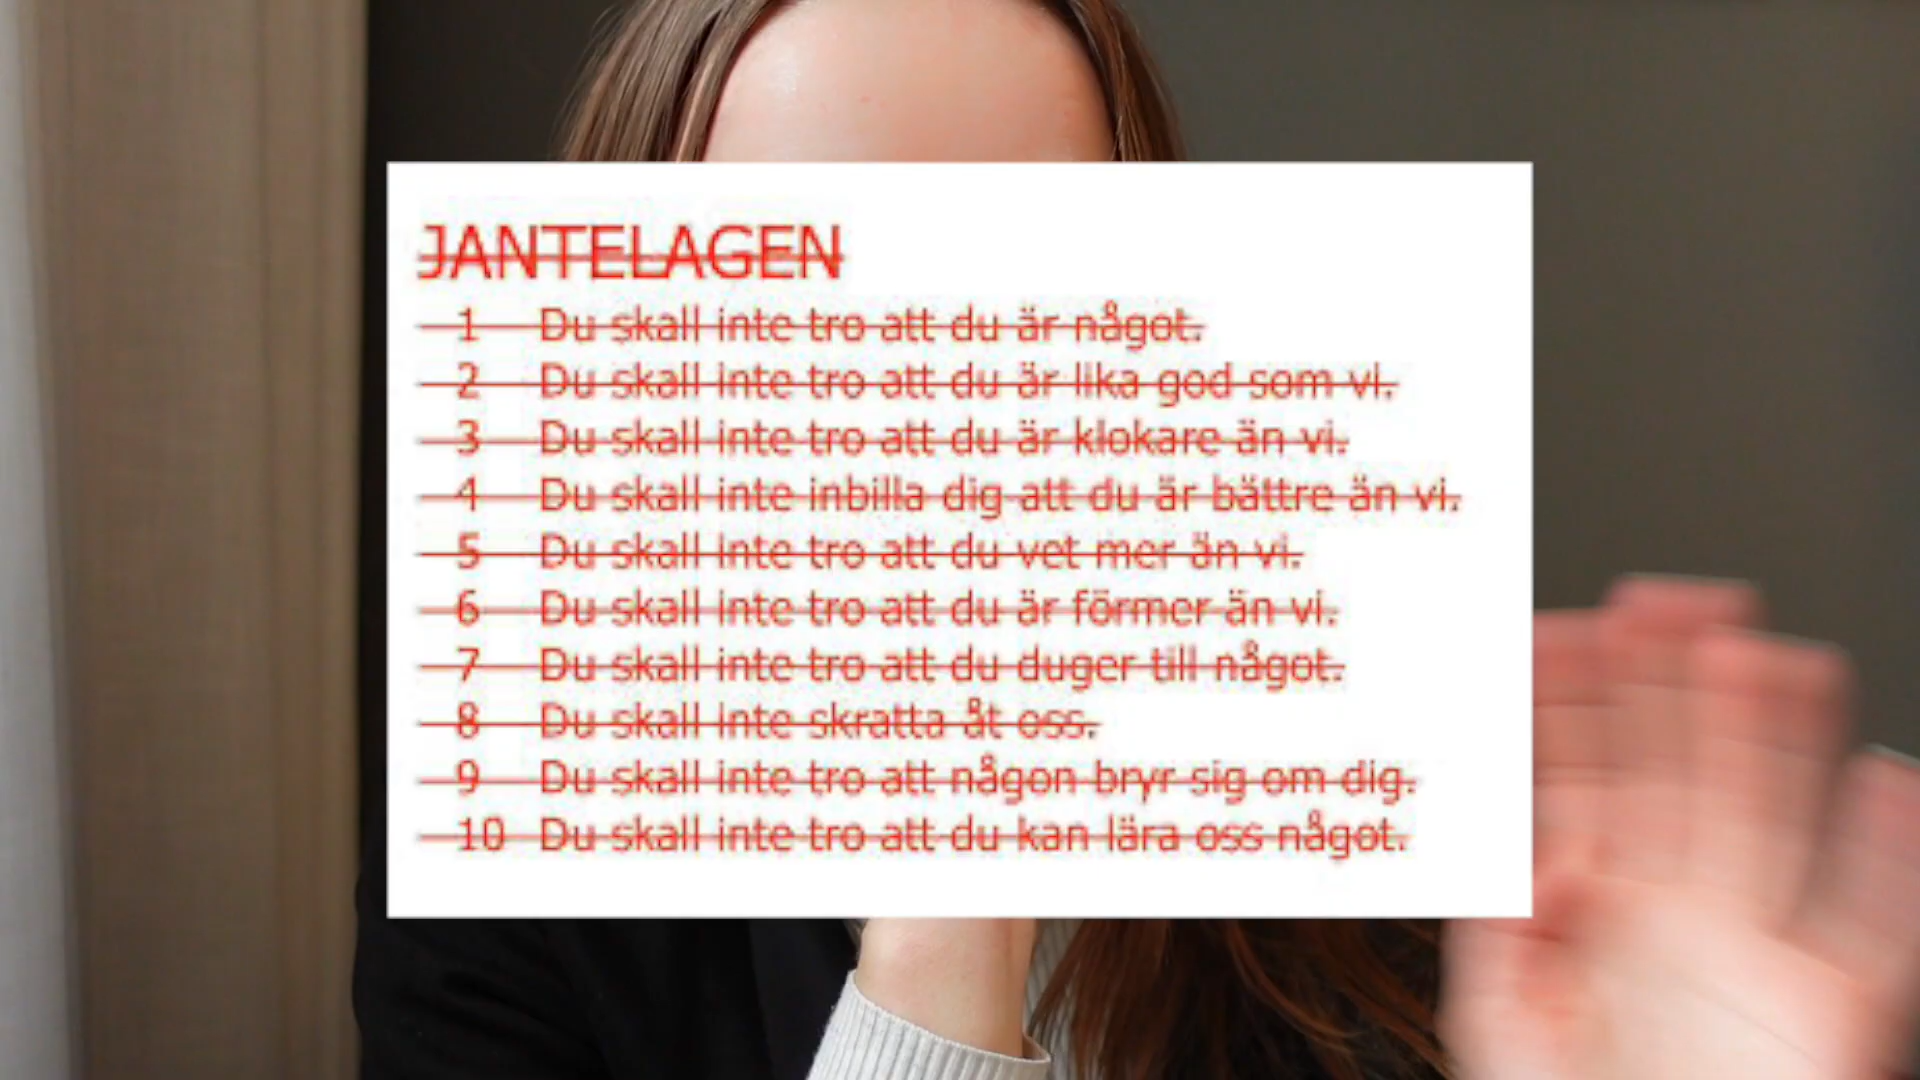 JANTELAGEN
1 Du skall inte tro att du är något.
2 Du skall inte tro att du är lika god som vi.
3 Du skall inte tro att du är klokare än vi.
4 Du skall inte inbilla dig att du är bättre än vi.
5 Du skall inte tro att du vet mer än vi.
6 Du skall inte tro att du är förmer än vi.
7 Du skall inte tro att du duger till något.
8 Du skall inte skratta åt oss.
9 Du skall inte tro att någon bryr sig om dig.
10 Du skall inte tro att du kan lära oss något.